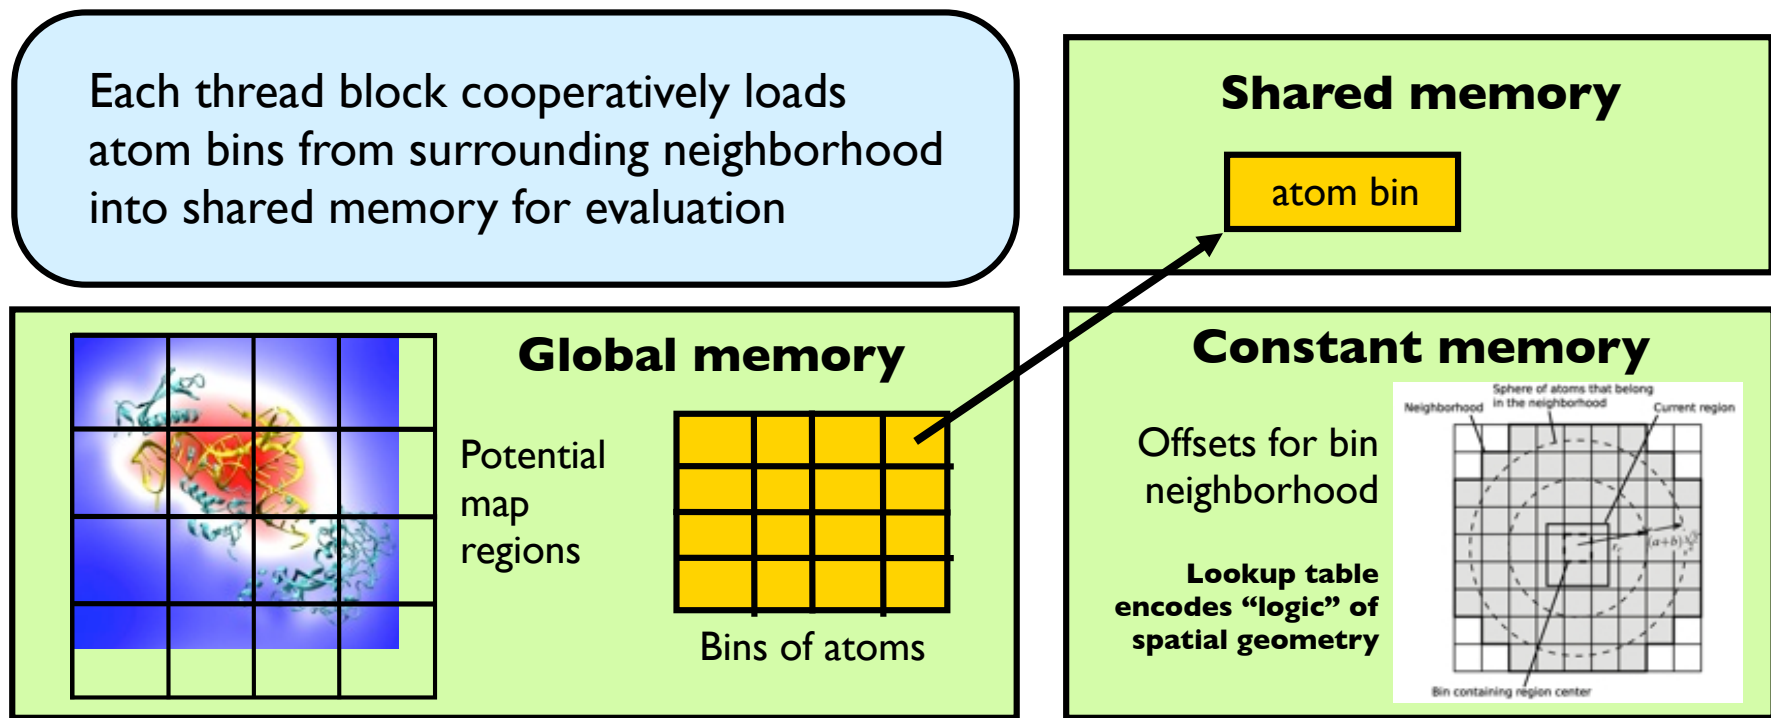 Each thread block cooperatively loads
atom bins from surrounding neighborhood
into shared memory for evaluation
Shared memory
atom bin
Global memory
Potential
map
regions
Bins of atoms
Constant memory
Offsets for bin
neighborhood
Lookup table
encodes “logic” of
spatial geometry
Sphere of atoms that belong
in the neighborhood
Neighborhood
Current region
Bin containing region center